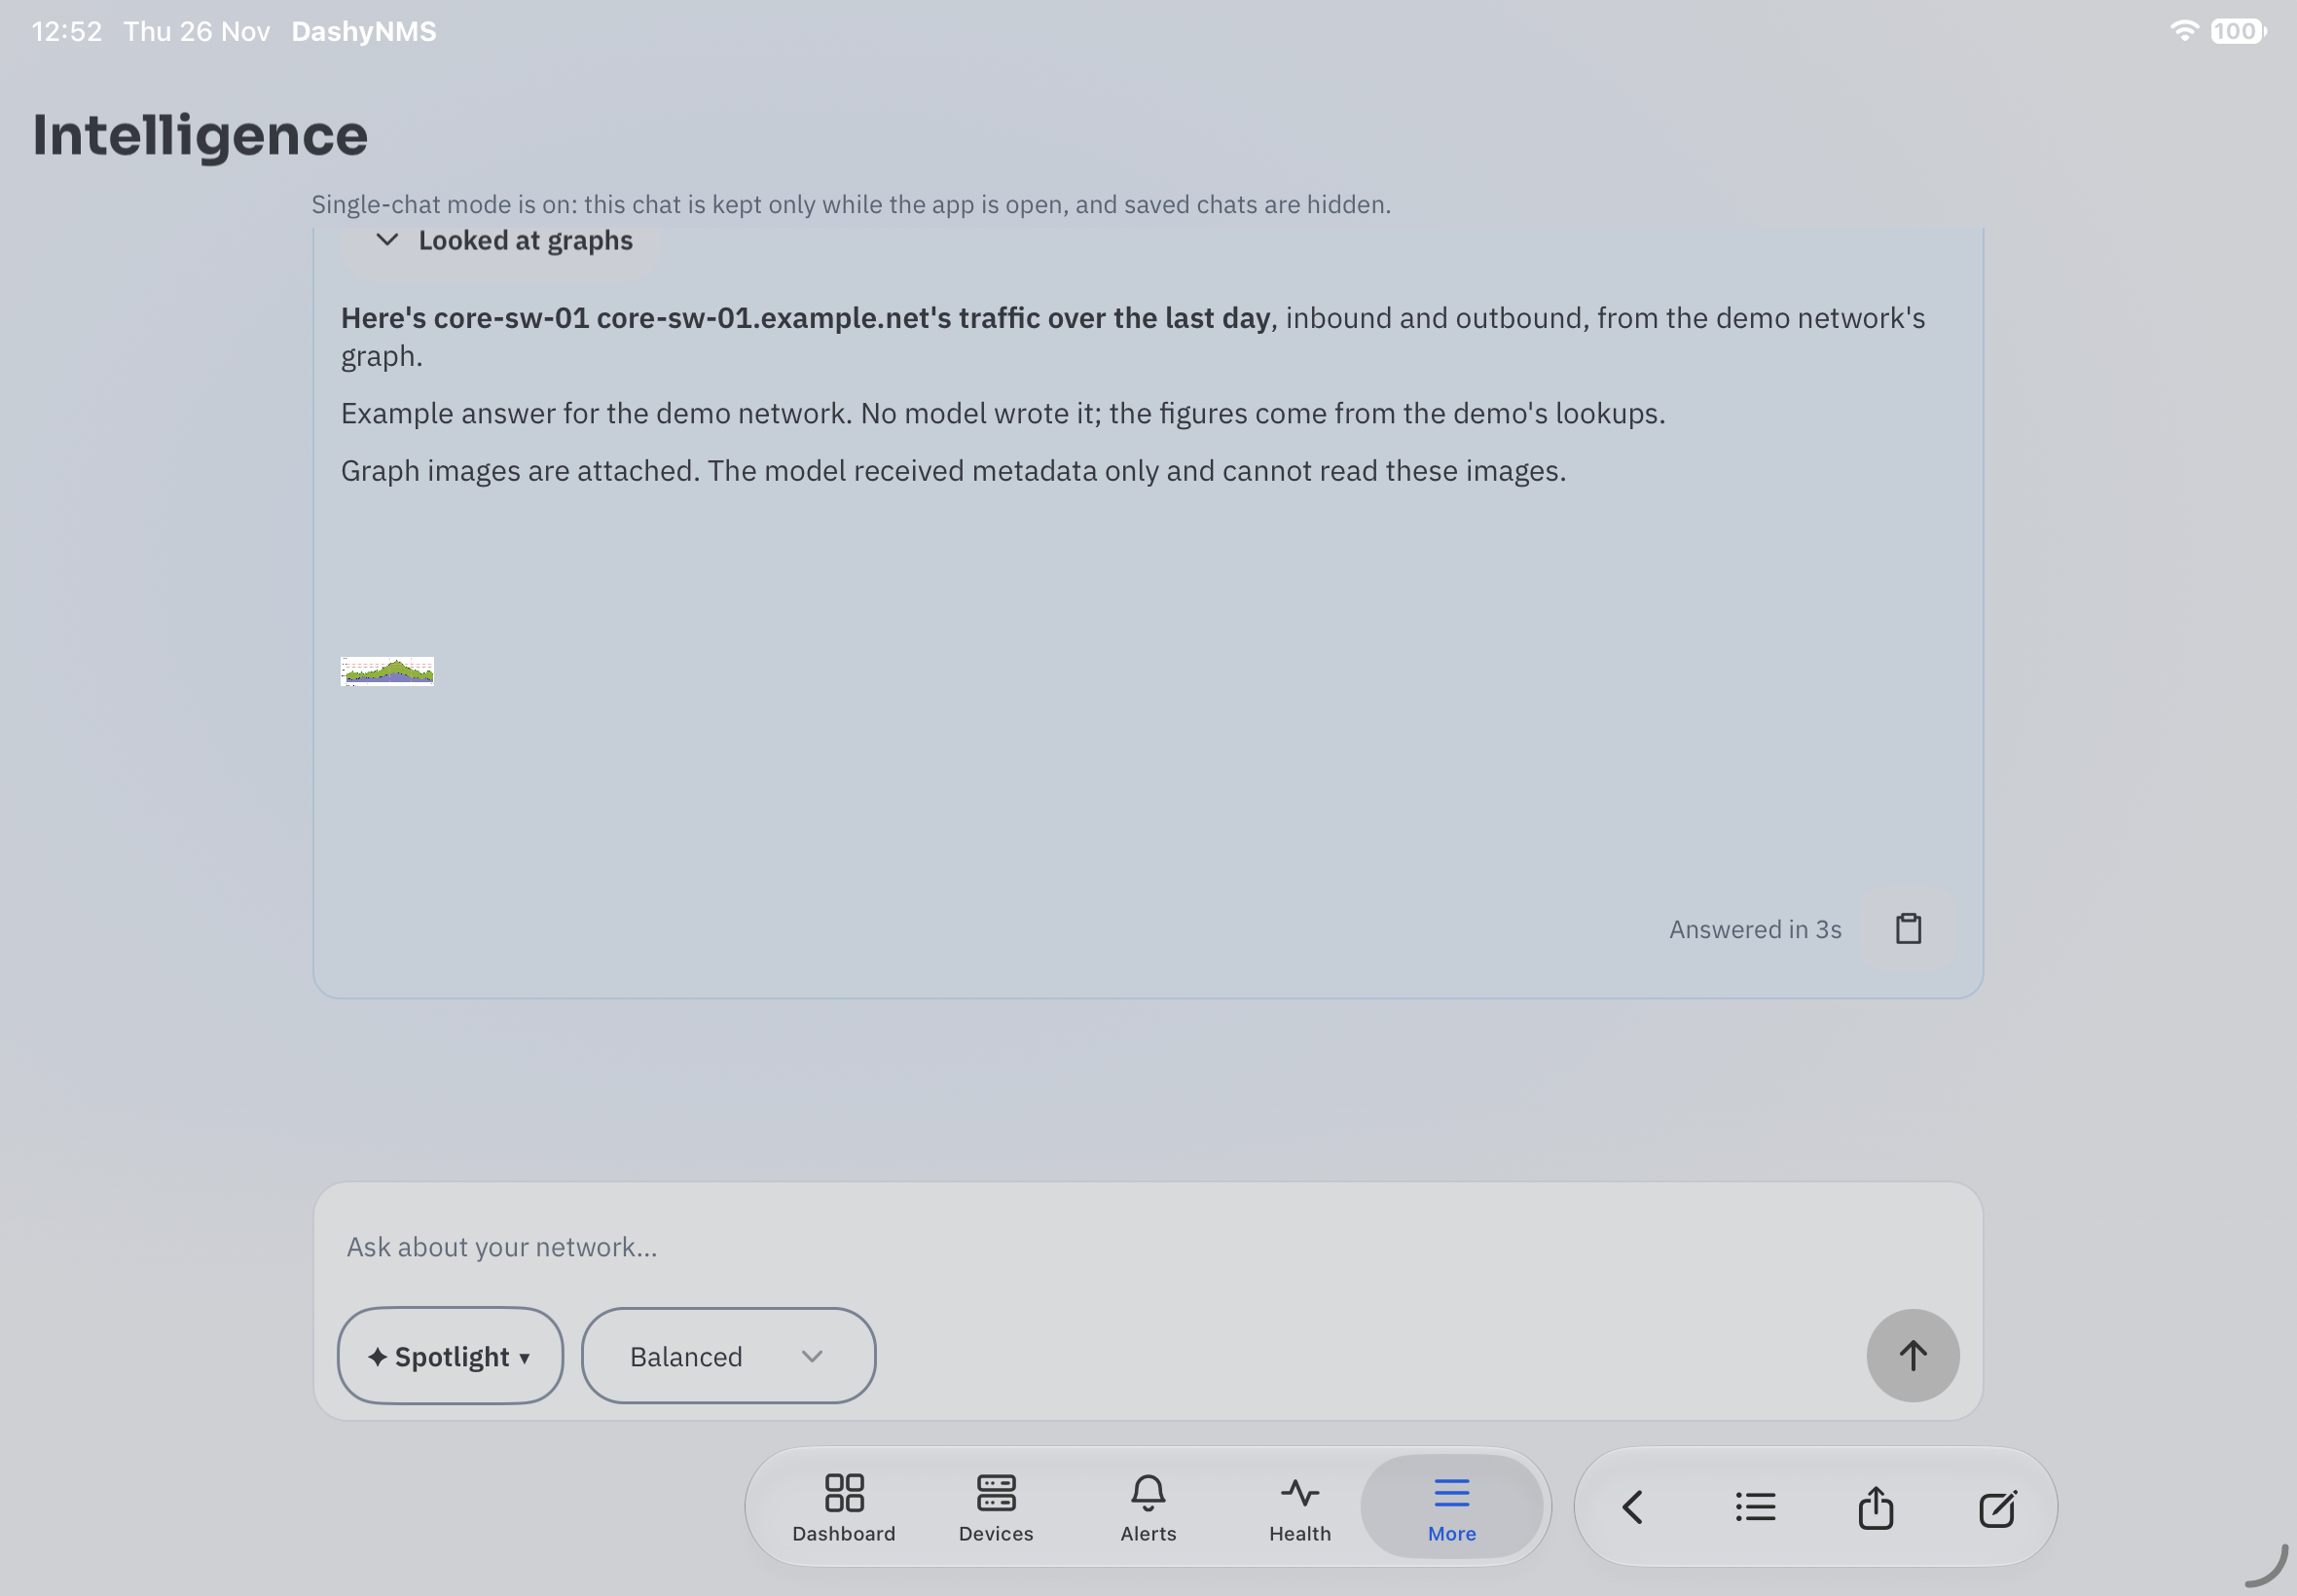 12:52 Thu 26 Nov DashyNMS
100
Intelligence
Single-chat mode is on: this chat is kept only while the app is open, and saved chats are hidden.
Looked at graphs
Here's core-sw-01 core-sw-01.example.net's traffic over the last day, inbound and outbound, from the demo network's
graph.
Example answer for the demo network. No model wrote it; the figures come from the demo's lookups.
Graph images are attached. The model received metadata only and cannot read these images.
Answered in 3s
Ask about your network...
Spotlight
Balanced
Dashboard
Devices
Alerts
Health
More